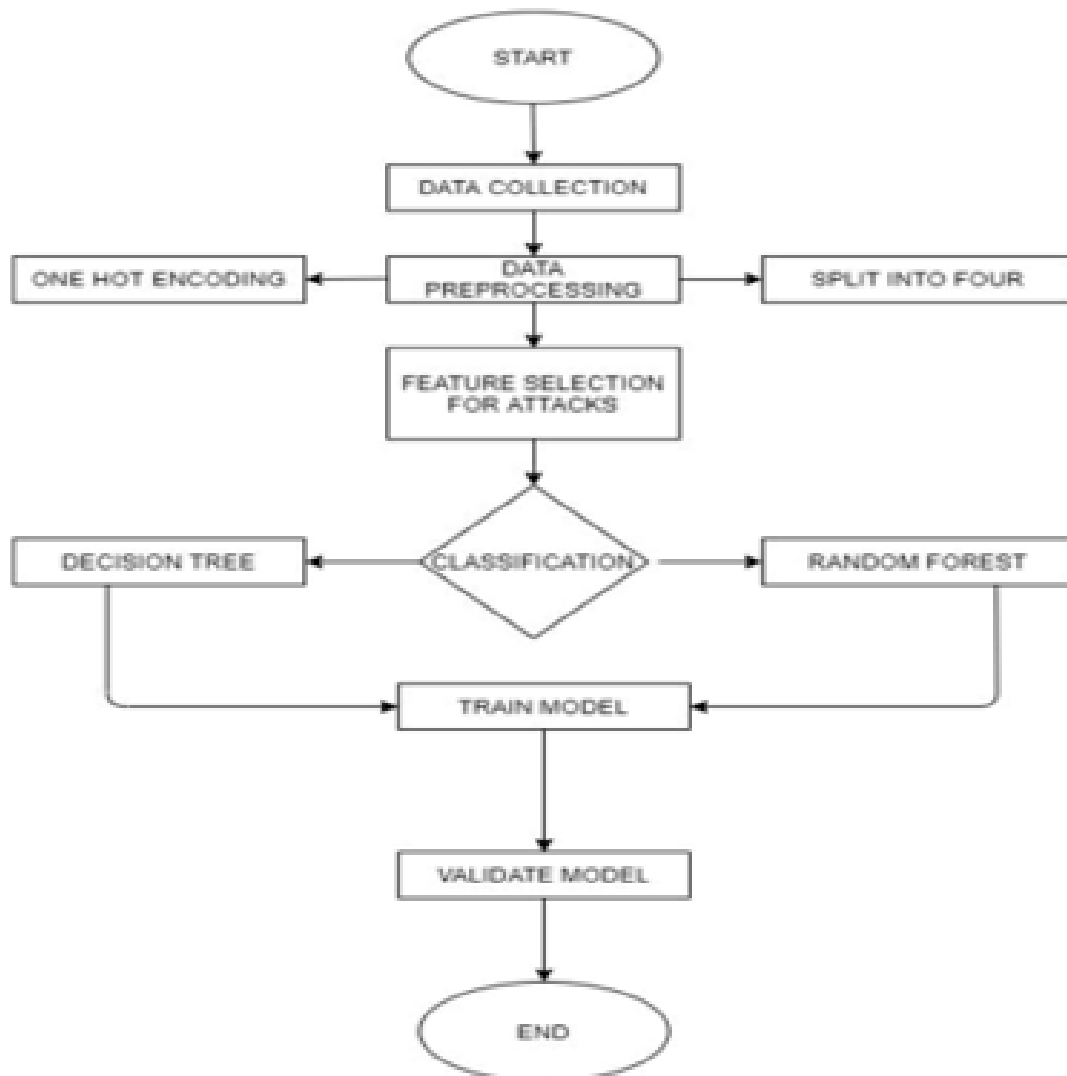 START
DATA COLLECTION
ONE HOT ENCODING
DATA
PREPROCESSING
SPLIT INTO FOUR
FEATURE SELECTION
FOR ATTACKS
DECISION TREE
CLASSIFICATION
RANDOM FOREST
TRAIN MODEL
VALIDATE MODEL
END